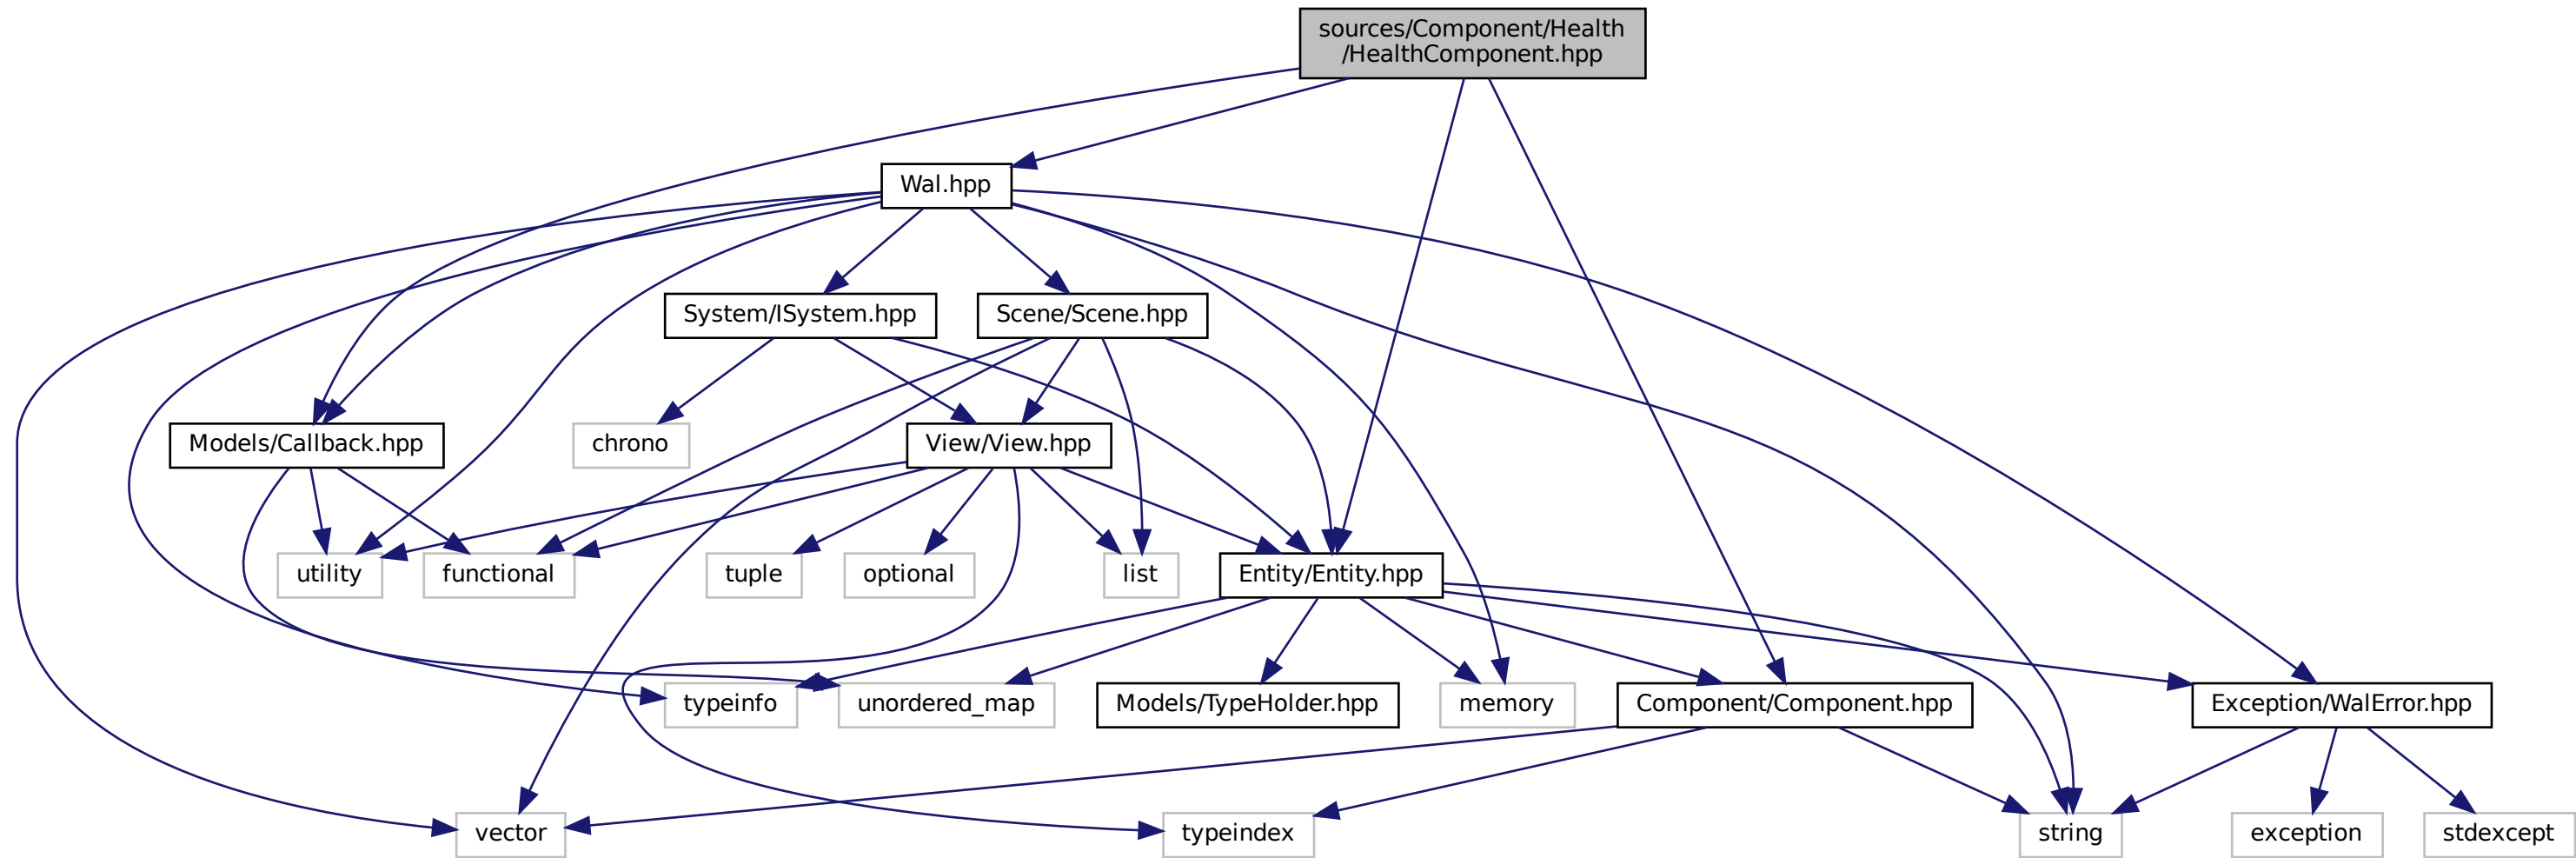 sources/Component/Health
/HealthComponent.hpp
Wal.hpp
System/ISystem.hpp
Scene/Scene.hpp
Models/Callback.hpp
chrono
View/View.hpp
utility
functional
tuple
optional
list
Entity/Entity.hpp
typeinfo
unordered_map
Models/TypeHolder.hpp
memory
Component/Component.hpp
Exception/WalError.hpp
vector
typeindex
string
exception
stdexcept